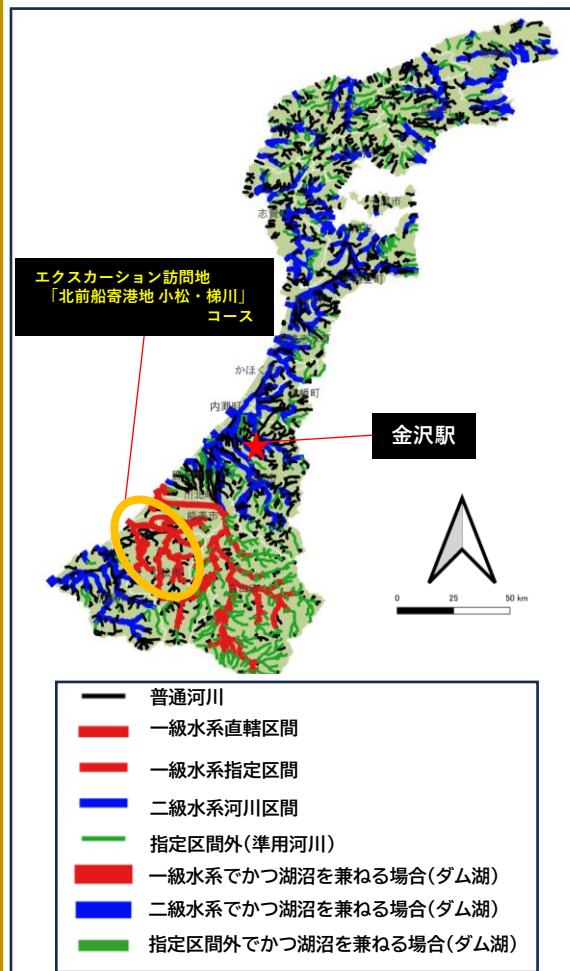 志賀
エクスカーション訪問地
「北前船寄港地 小松・梯川」
コース
かほく
幡町
内灘町
金沢駅
川北町
能美市
0 25 50 km
普通河川
一級水系直轄区間
一級水系指定区間
二級水系河川区間
指定区間外(準用河川)
一級水系でかつ湖沼を兼ねる場合(ダム湖)
二級水系でかつ湖沼を兼ねる場合(ダム湖)
指定区間外でかつ湖沼を兼ねる場合(ダム湖)